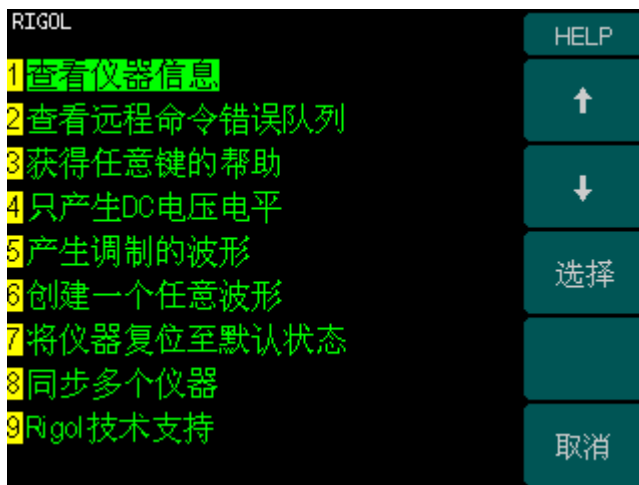 RIGOL
HELP
1查看仪器信息
2查看远程命令错误队列
3获得任意键的帮助
4只产生DC电压电平
5产生调制的波形
6创建一个任意波形
7将仪器复位至默认状态
8同步多个仪器
9Rigol技术支持
↑
↓
选择
取消